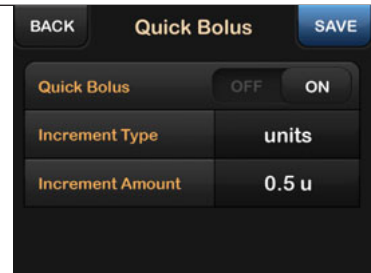 BACK Quick Bolus SAVE
Quick Bolus OFF ON
Increment Type units
Increment Amount 0.5 u